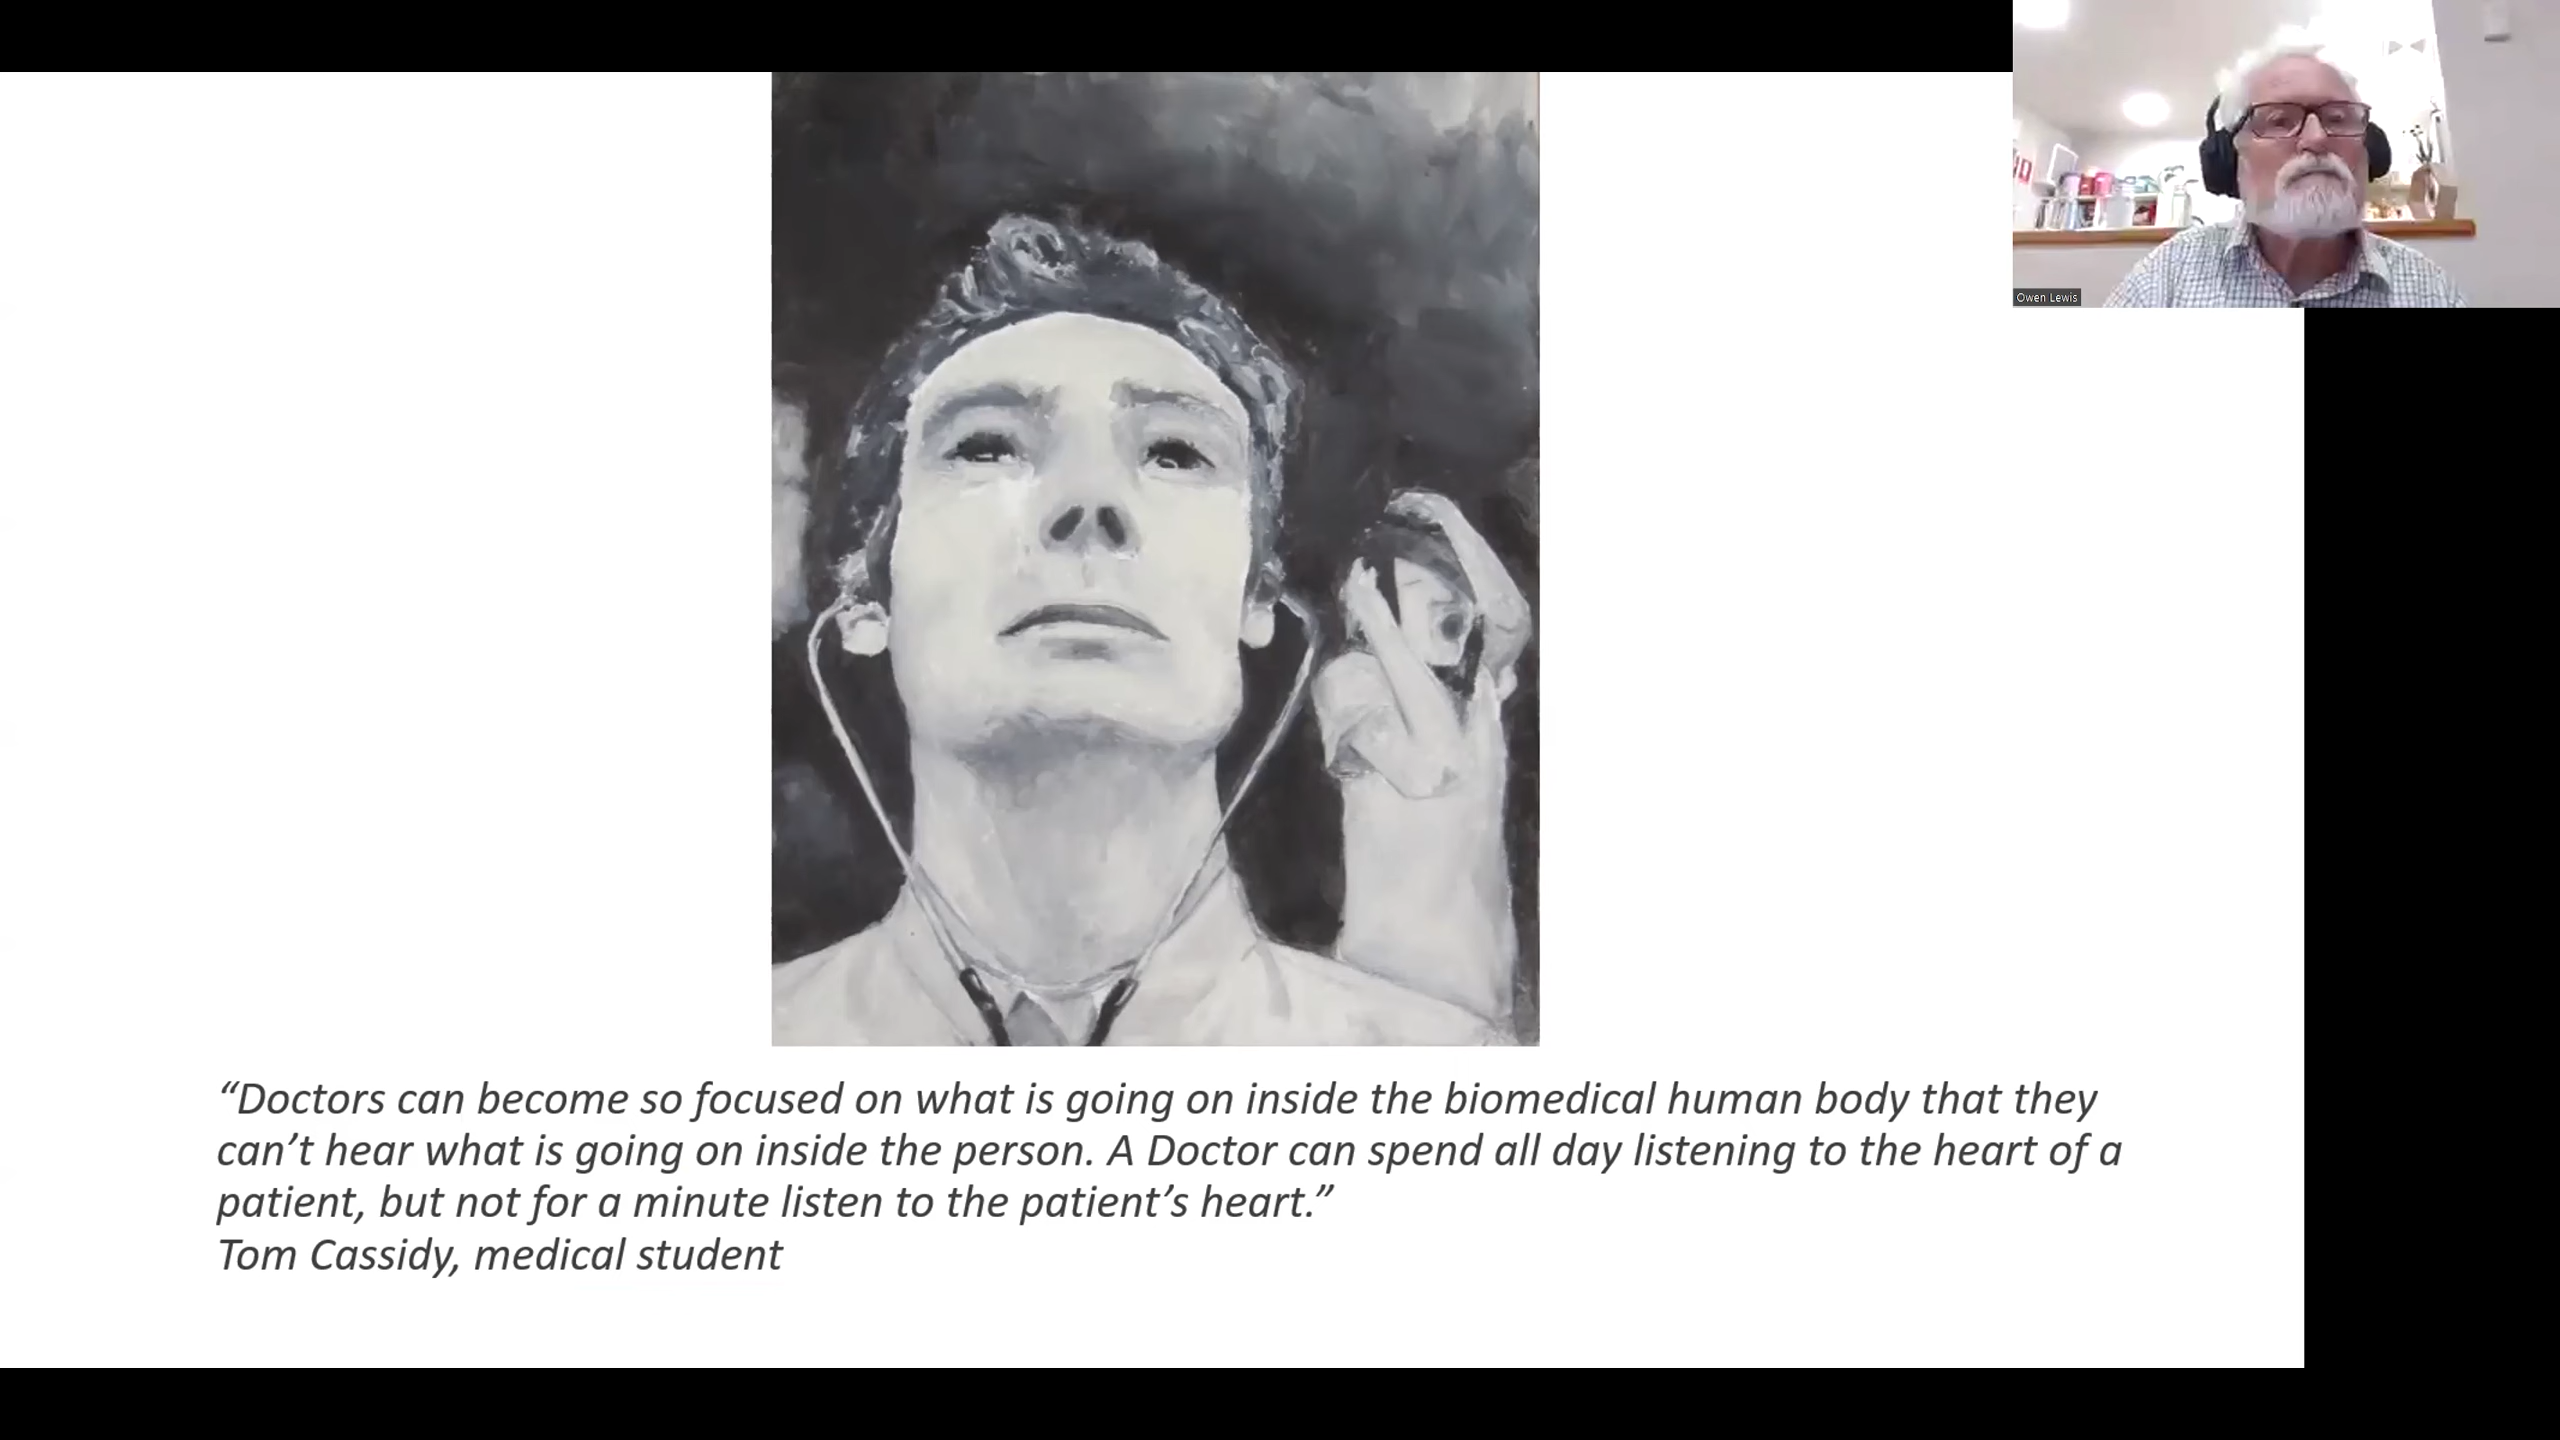 Owen Lewis
“Doctors can become so focused on what is going on inside the biomedical human body that they
can’t hear what is going on inside the person. A Doctor can spend all day listening to the heart of a
patient, but not for a minute listen to the patient’s heart.”
Tom Cassidy, medical student